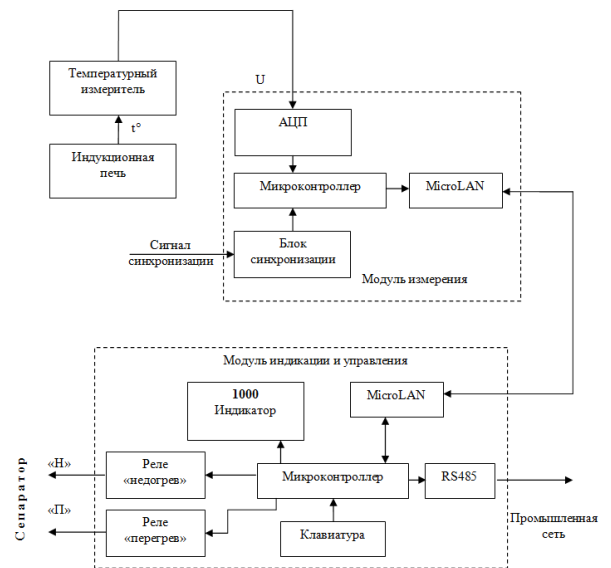 Температурный
измеритель
U
t°
АЦП
Индукционная
печь
Микроконтроллер
MicroLAN
Сигнал
синхронизации
Блок
синхронизации
Модуль измерения
Модуль индикации и управления
1000
Индикатор
MicroLAN
«Н»
Реле
«недогрев»
Микроконтроллер
RS485
Сепаратор
«П»
Реле
«перегрев»
Клавиатура
Промышленная
сеть